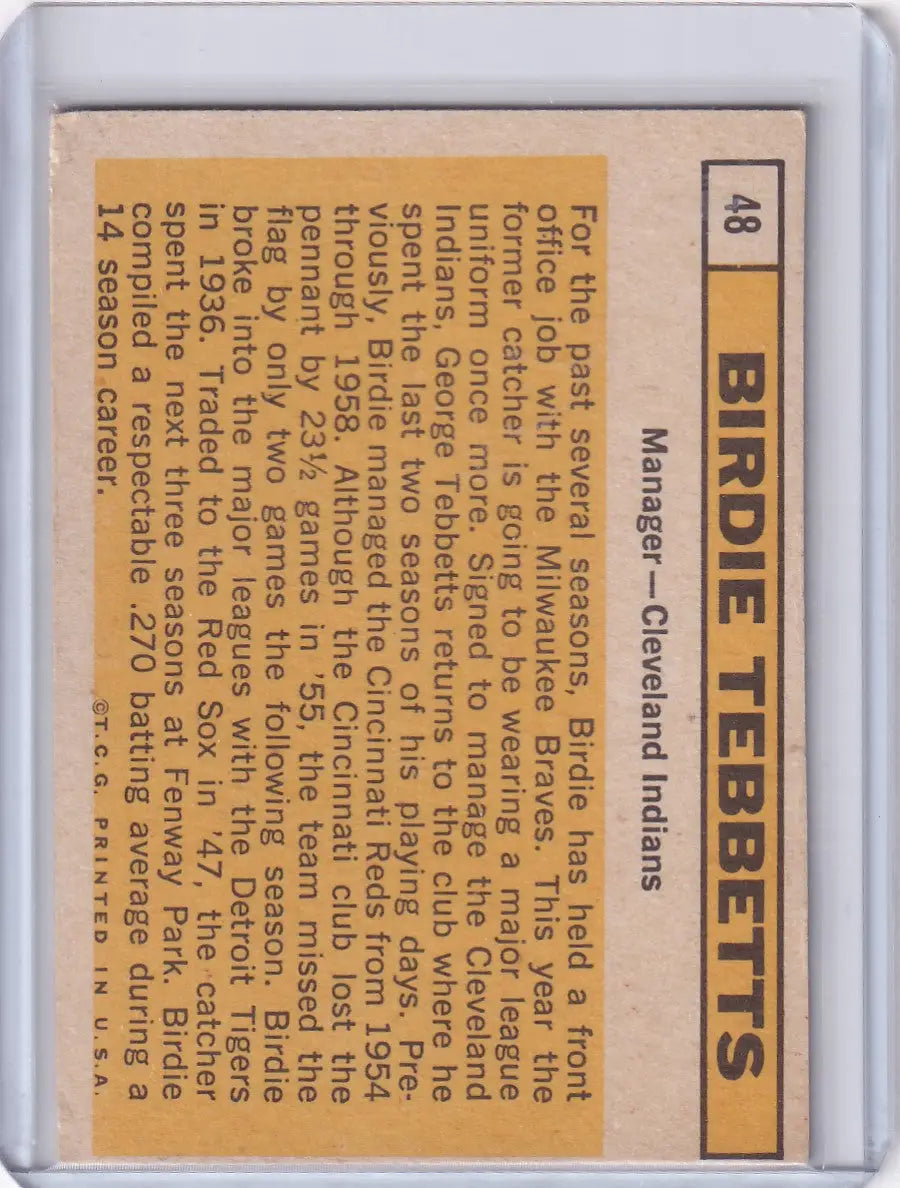 48
BIRDIE TEBBETTS
Manager—Cleveland Indians
For the past several seasons, Birdie has held a front
office job with the Milwaukee Braves. This year the
former catcher is going to be wearing a major league
uniform once more. Signed to manage the Cleveland
Indians, George Tebbetts returns to the club where he
spent the last two seasons of his playing days. Pre-
viously, Birdie managed the Cincinnati Reds from 1954
through 1958. Although the Cincinnati club lost the
pennant by 23½ games in '55, the team missed the
flag by only two games the following season. Birdie
broke into the major leagues with the Detroit Tigers
in 1936. Traded to the Red Sox in '47, the catcher
spent the next three seasons at Fenway Park. Birdie
compiled a respectable .270 batting average during a
14 season career.
©T.C.G. PRINTED IN U.S.A.